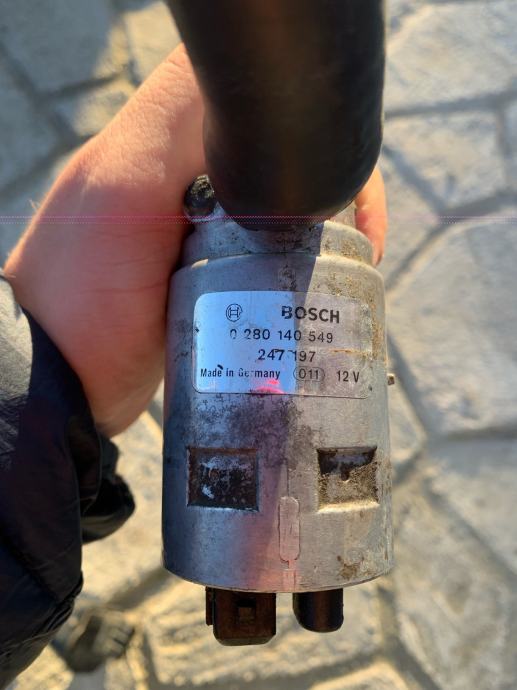 BOSCH
0 280 140 549
247 197
Made in Germany 011 12 V